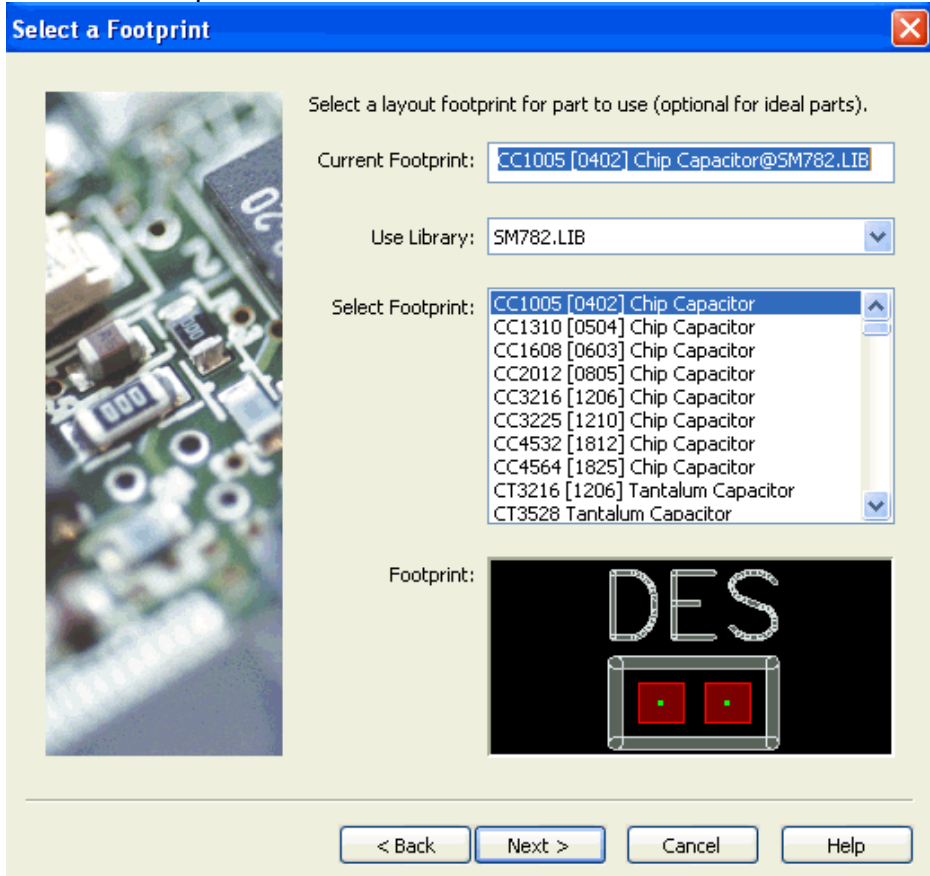 Select a Footprint
Select a layout footprint for part to use (optional for ideal parts).
Current Footprint: CC1005 [0402] Chip Capacitor@SM782.LIB
Use Library: SM782.LIB
Select Footprint: CC1005 [0402] Chip Capacitor
CC1310 [0504] Chip Capacitor
CC1608 [0603] Chip Capacitor
CC2012 [0805] Chip Capacitor
CC3216 [1206] Chip Capacitor
CC3225 [1210] Chip Capacitor
CC4532 [1812] Chip Capacitor
CC4564 [1825] Chip Capacitor
CT3216 [1206] Tantalum Capacitor
CT3528 Tantalum Capacitor
Footprint: DES
000
< Back Next > Cancel Help